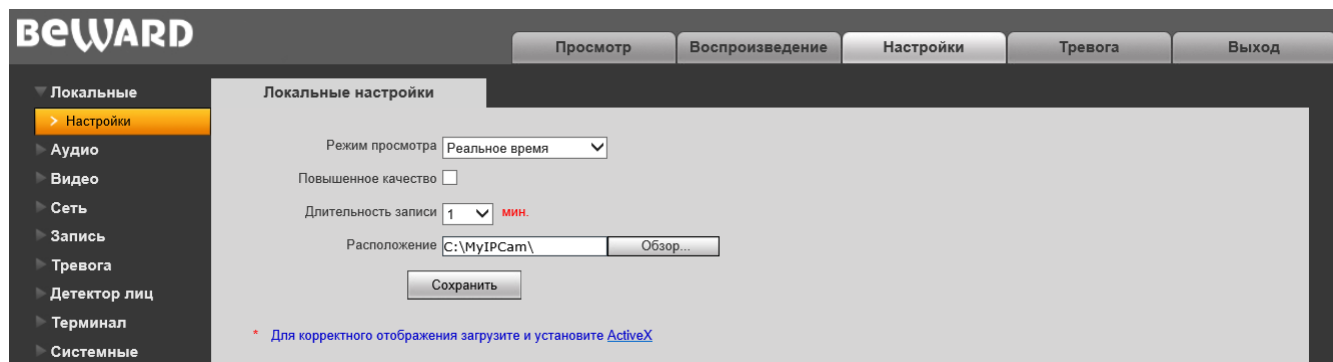 BEWARD
Просмотр Воспроизведение Настройки Тревога Выход
Локальные
Настройки
Аудио
Видео
Сеть
Запись
Тревога
Детектор лиц
Терминал
Системные
Локальные настройки
Режим просмотра Реальное время
Повышенное качество
Длительность записи 1 мин.
Расположение C:\MyIPCam\ Обзор...
Сохранить
* Для корректного отображения загрузите и установите ActiveX